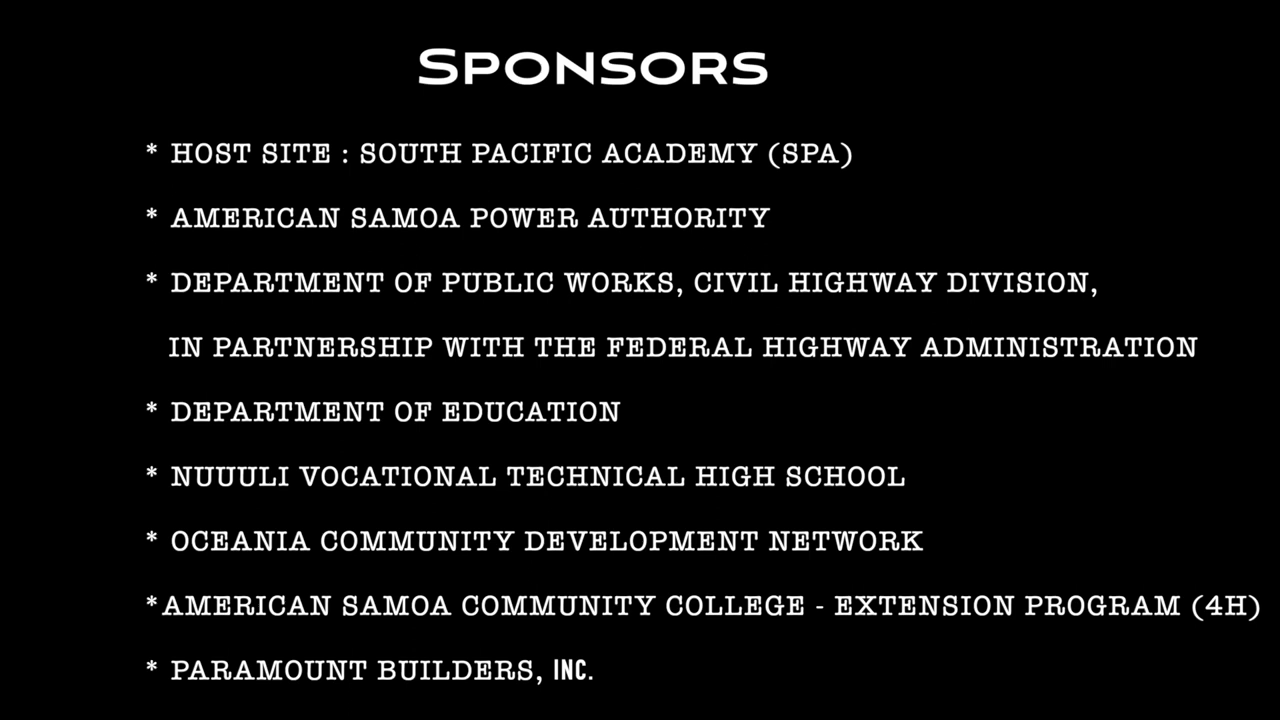 SPONSORS
* HOST SITE : SOUTH PACIFIC ACADEMY (SPA)
* AMERICAN SAMOA POWER AUTHORITY
* DEPARTMENT OF PUBLIC WORKS, CIVIL HIGHWAY DIVISION,
IN PARTNERSHIP WITH THE FEDERAL HIGHWAY ADMINISTRATION
* DEPARTMENT OF EDUCATION
* NUUULI VOCATIONAL TECHNICAL HIGH SCHOOL
* OCEANIA COMMUNITY DEVELOPMENT NETWORK
*AMERICAN SAMOA COMMUNITY COLLEGE - EXTENSION PROGRAM (4H)
* PARAMOUNT BUILDERS, INC.